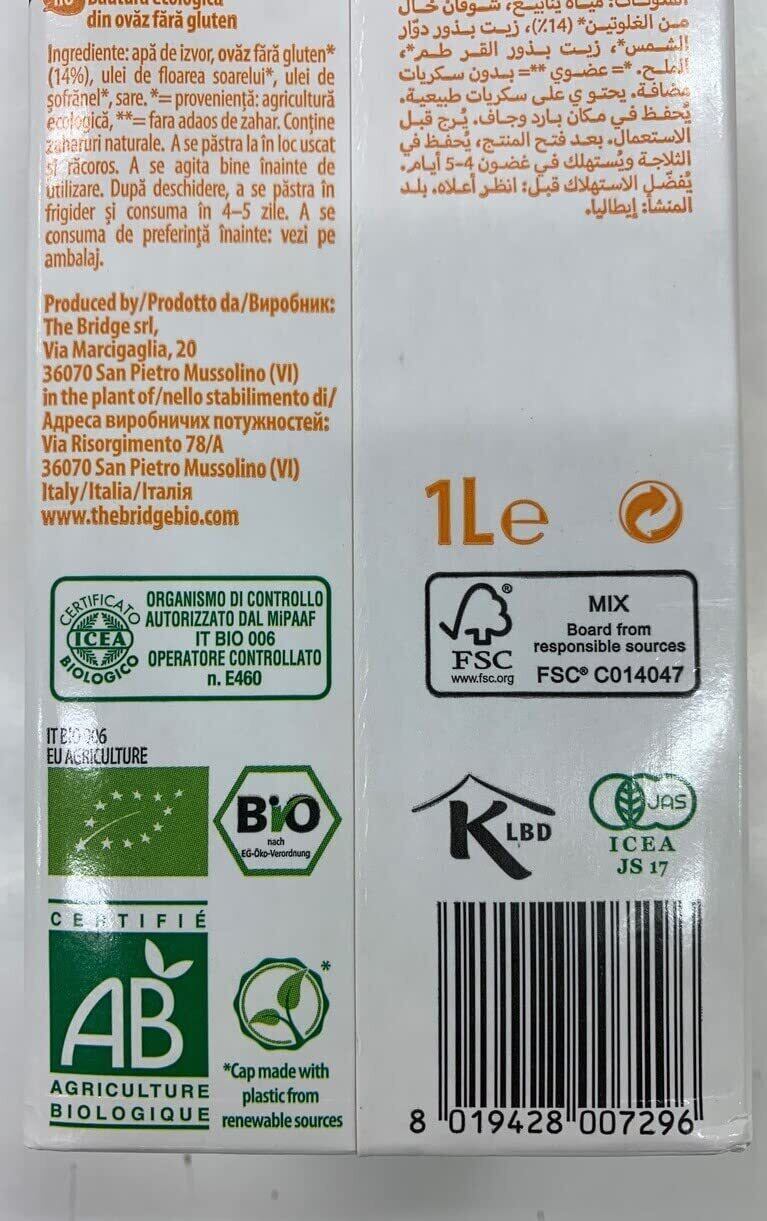 din ovăz fără gluten
Ingrediente: apă de izvor, ovăz fără gluten*
(14%), ulei de floarea soarelui*, ulei de
șofrănel*, sare. *= proveniență: agricultură
ecologică, **= fara adaos de zahar. Conține
zaharuri naturale. A se păstra la în loc uscat
și răcoros. A se agita bine înainte de
utilizare. După deschidere, a se păstra în
frigider și consuma în 4–5 zile. A se
consuma de preferință înainte: vezi pe
ambalaj.
Produced by/Prodotto da/Виробник:
The Bridge srl,
Via Marcigaglia, 20
36070 San Pietro Mussolino (VI)
in the plant of/nello stabilimento di/
Адреса виробничих потужностей:
Via Risorgimento 78/A
36070 San Pietro Mussolino (VI)
Italy/Italia/Італія
www.thebridgebio.com
CERTIFICATO
ICEA
BIOLOGICO
ORGANISMO DI CONTROLLO
AUTORIZZATO DAL MiPAAF
IT BIO 006
OPERATORE CONTROLLATO
n. E460
IT BIO 006
EU AGRICULTURE
BiO
nach
EG-Öko-Verordnung
CERTIFIÉ
AB
AGRICULTURE
BIOLOGIQUE
*
*Cap made with
plastic from
renewable sources
من الغلوتين* (14٪)، زيت بذور دوّار
الشمس*، زيت بذور القرطم*،
الملح. *= عضوي **= بدون سكريات
مضافة. يحتوي على سكريات طبيعية.
يُحفظ في مكان بارد وجاف. يُرج قبل
الاستعمال. بعد فتح المنتج، يُحفظ في
الثلاجة ويُستهلك في غضون 4-5 أيام.
يُفضّل الاستهلاك قبل: انظر أعلاه. بلد
المنشأ: إيطاليا.
1Le
FSC
®
www.fsc.org
MIX
Board from
responsible sources
FSC® C014047
K LBD
JAS
ICEA
JS 17
8 019428 007296